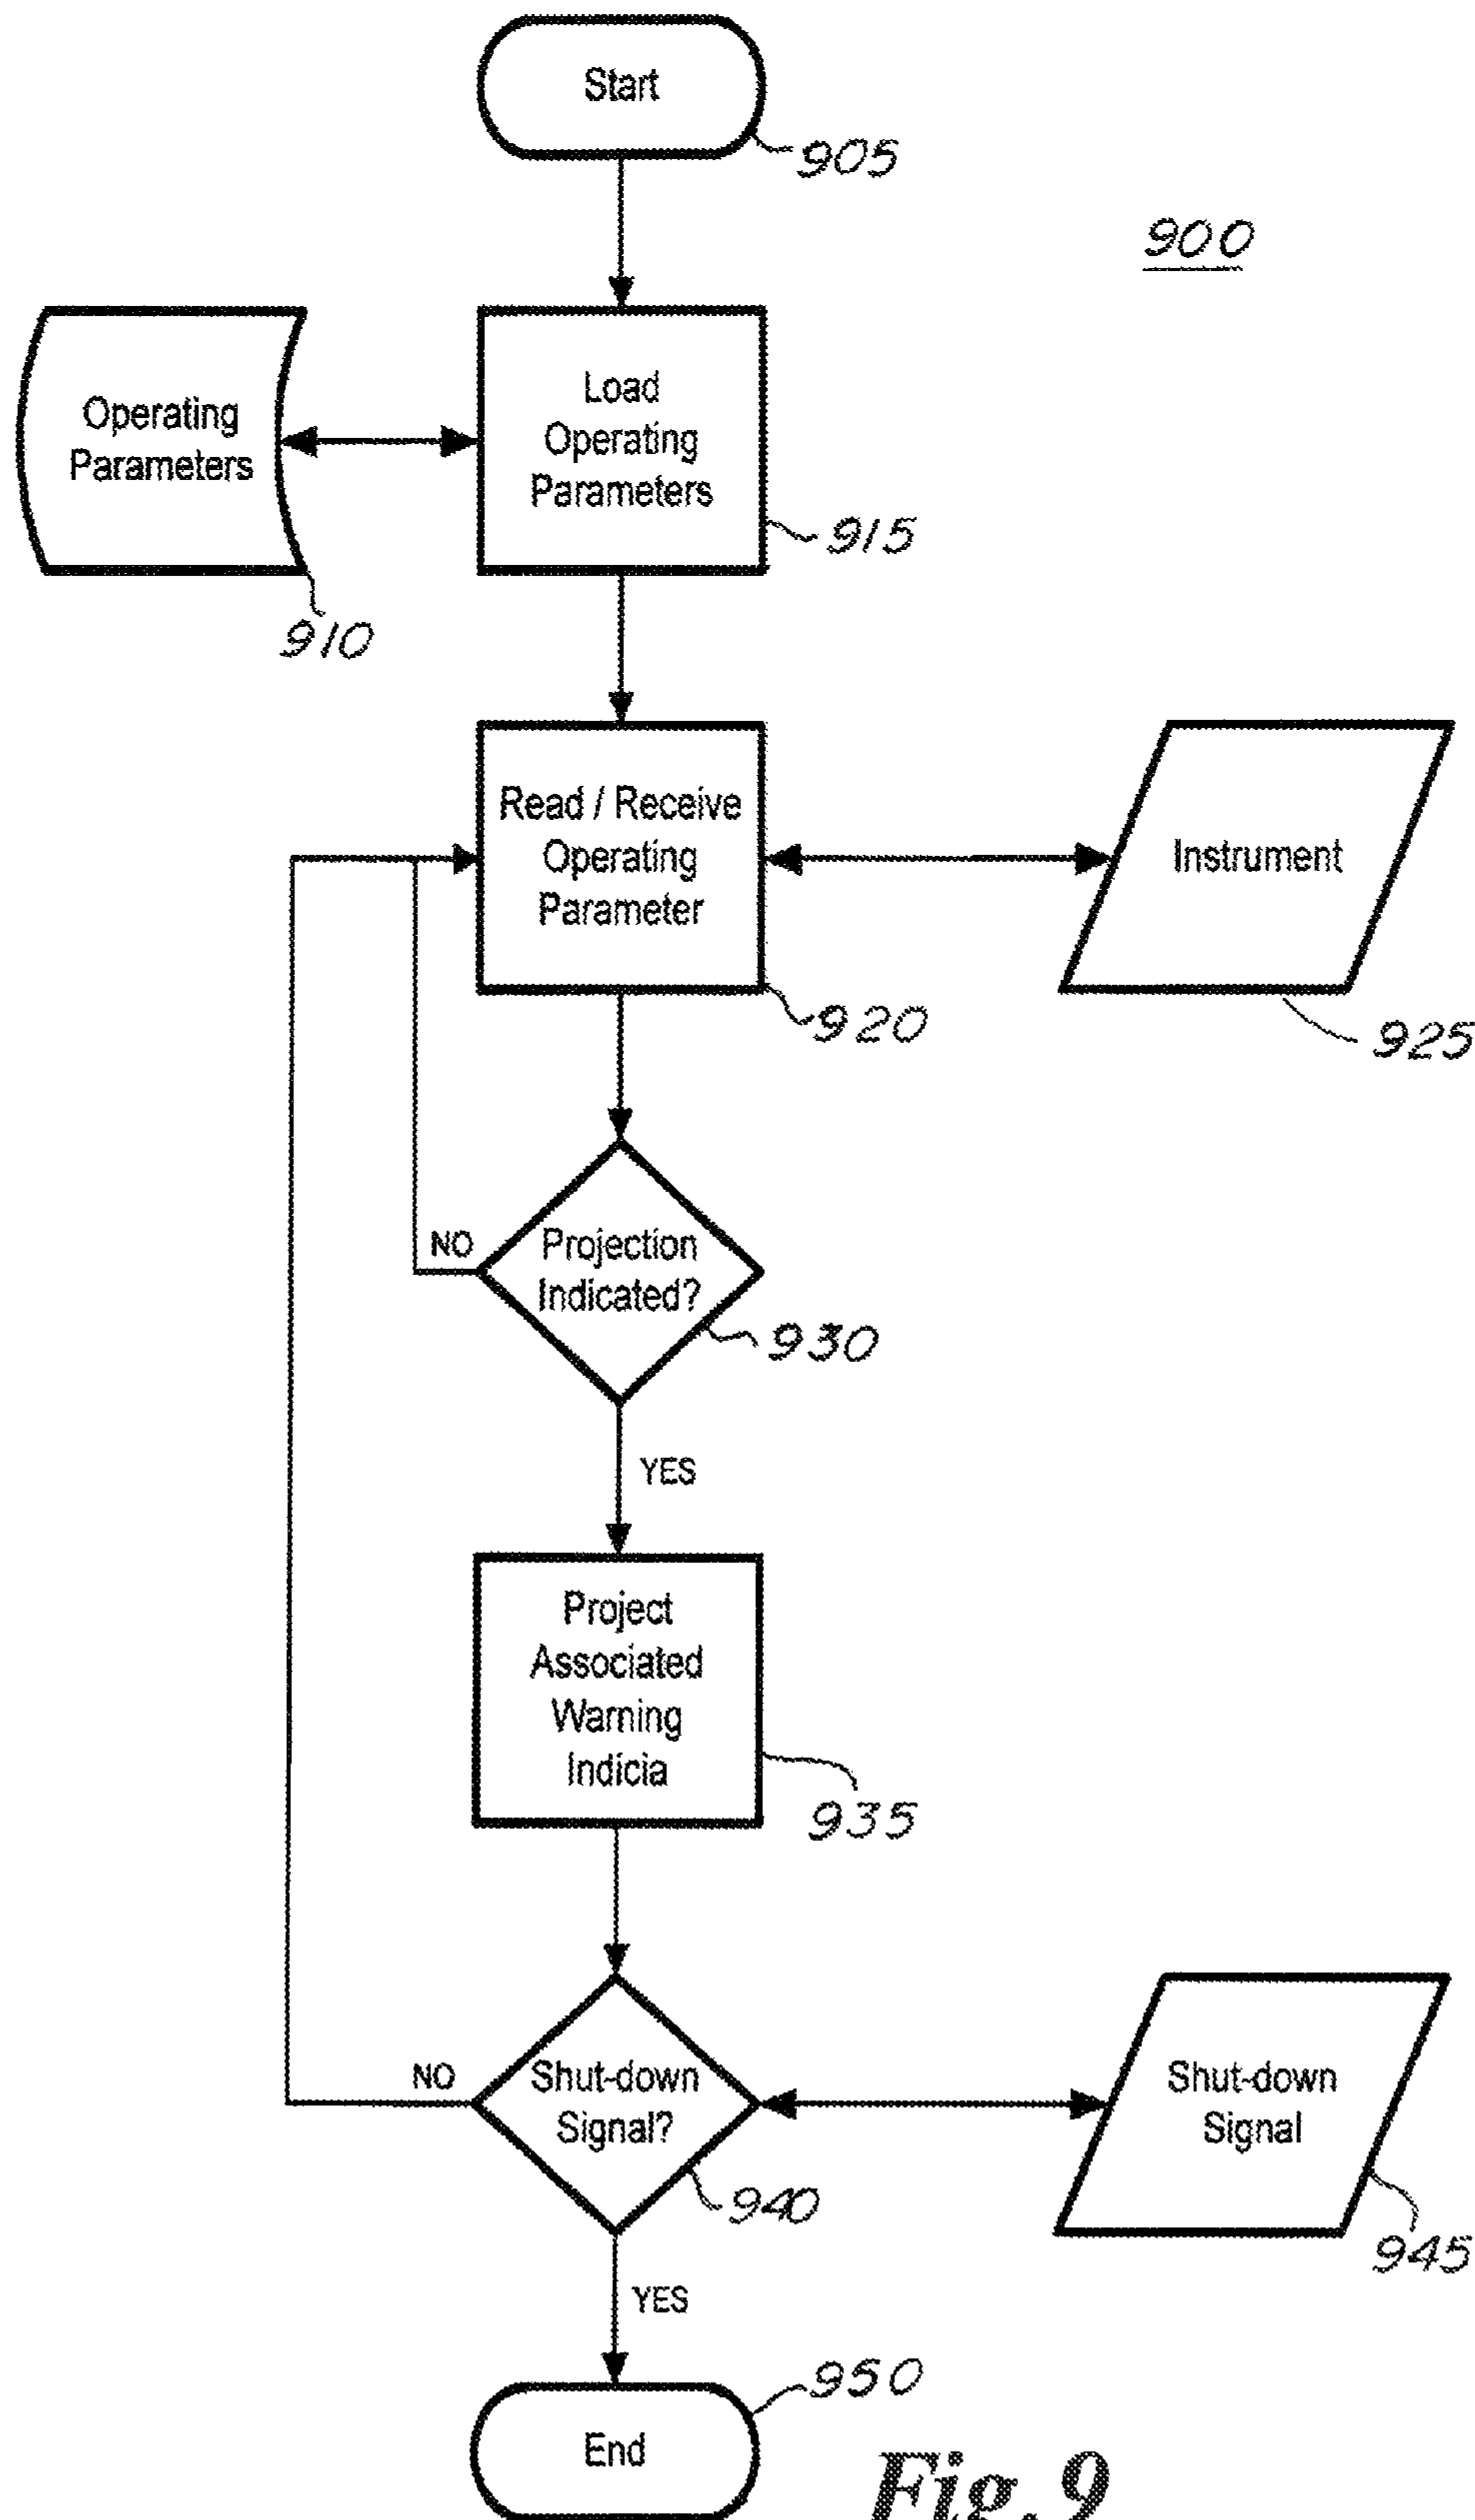 Start
905
900
Operating
Parameters
910
Load
Operating
Parameters
915
Read / Receive
Operating
Parameter
920
Instrument
925
NO
Projection
Indicated?
930
YES
Project
Associated
Warning
Indicia
935
NO
Shut-down
Signal?
940
Shut-down
Signal
945
YES
950
End
Fig. 9